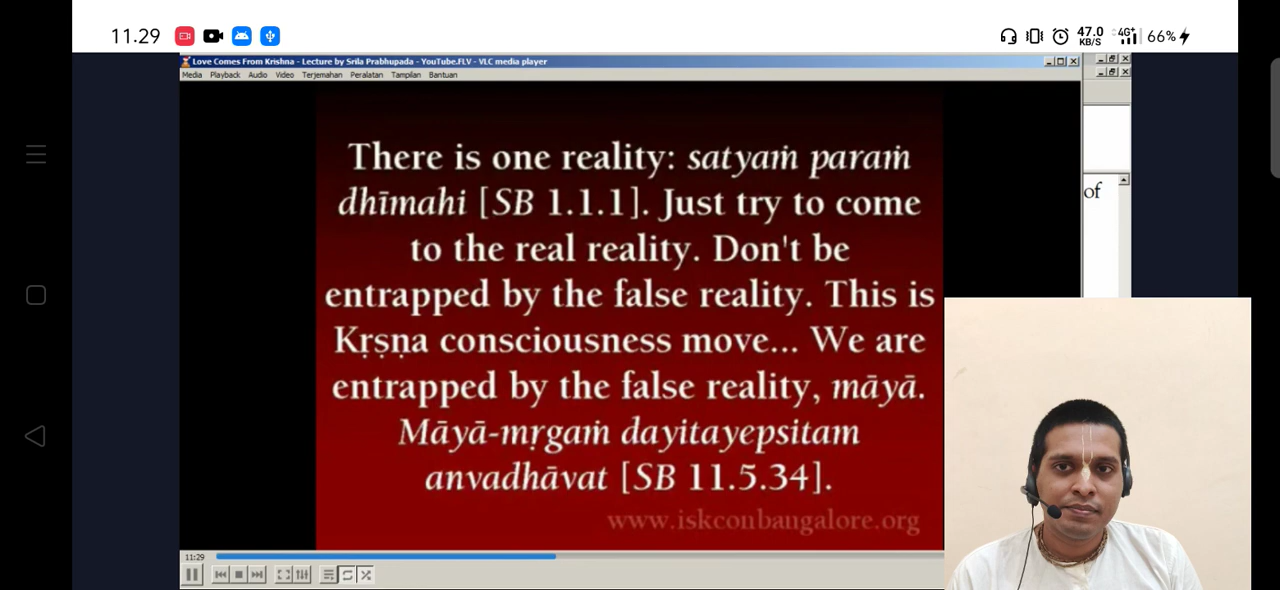 11.29
47.0
KB/S
4G+
66%
Love Comes From Krishna - Lecture by Srila Prabhupada - YouTube.FLV - VLC media player
Media Playback Audio Video Terjemahan Peralatan Tampilan Bantuan
There is one reality: satyaṁ paraṁ
dhīmahi [SB 1.1.1]. Just try to come
to the real reality. Don't be
entrapped by the false reality. This is
Kṛṣṇa consciousness move... We are
entrapped by the false reality, māyā.
Māyā-mṛgaṁ dayitayepsitam
anvadhāvat [SB 11.5.34].
www.iskconbangalore.org
of
11:29